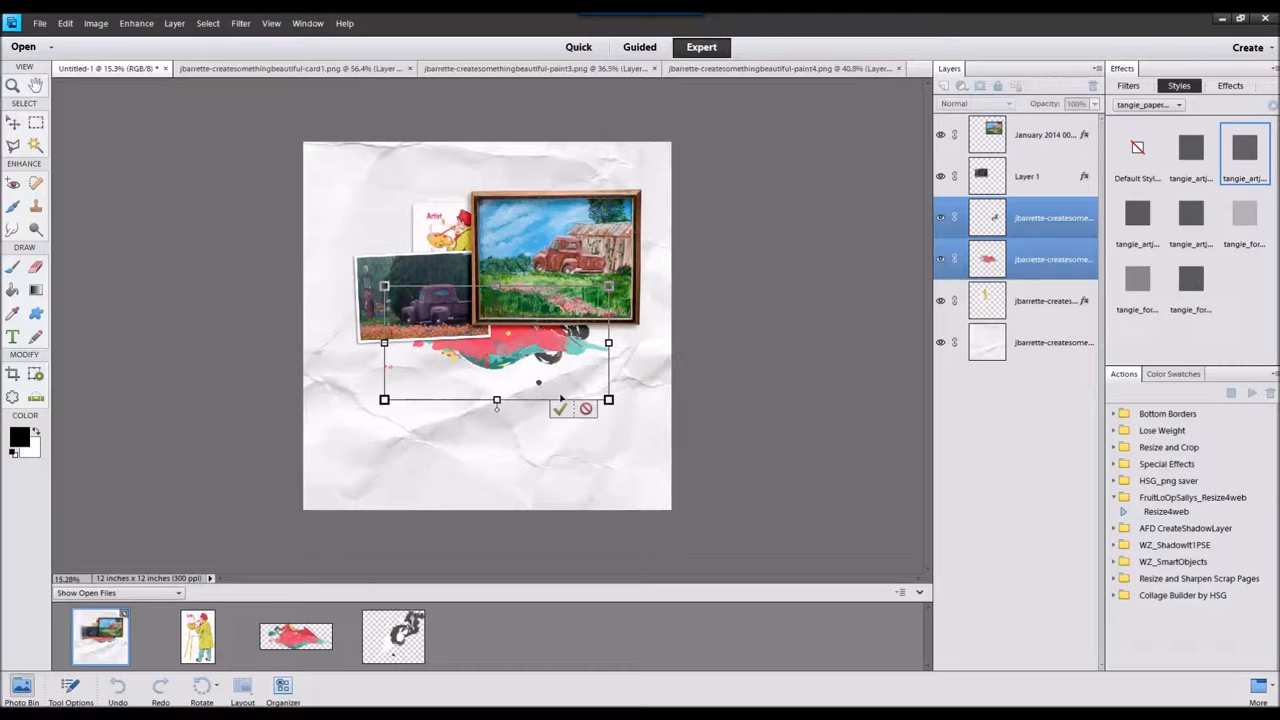 File Edit Image Enhance Layer Select Filter View Window Help
Open Quick Guided Expert Create
Untitled-1 @ 15.3% (RGB/8) * × jbarrette-createsomethingbeautiful-card1.png @ 56.4% (Layer... × jbarrette-createsomethingbeautiful-paint3.png @ 36.5% (Layer... × jbarrette-createsomethingbeautiful-paint4.png @ 40.8% (Layer... ×
VIEW
SELECT
ENHANCE
DRAW
T
MODIFY
COLOR
Artist
Layers
Normal Opacity: 100%
January 2014 00... fx
Layer 1 fx
jbarrette-createsome...
jbarrette-createsome...
jbarrette-creates...
jbarrette-createsome...
Effects
Filters Styles Effects
tangie_paper...
Default Styl... tangie_artj... tangie_artj...
tangie_artj... tangie_artj... tangie_for...
tangie_for... tangie_for...
Actions Color Swatches
Bottom Borders
Lose Weight
Resize and Crop
Special Effects
HSG_png saver
FruitLoOpSallys_Resize4web
Resize4web
AFD CreateShadowLayer
WZ_ShadowIt1PSE
WZ_SmartObjects
Resize and Sharpen Scrap Pages
Collage Builder by HSG
15.28% 12 inches x 12 inches (300 ppi)
Show Open Files
Photo Bin Tool Options Undo Redo Rotate Layout Organizer More